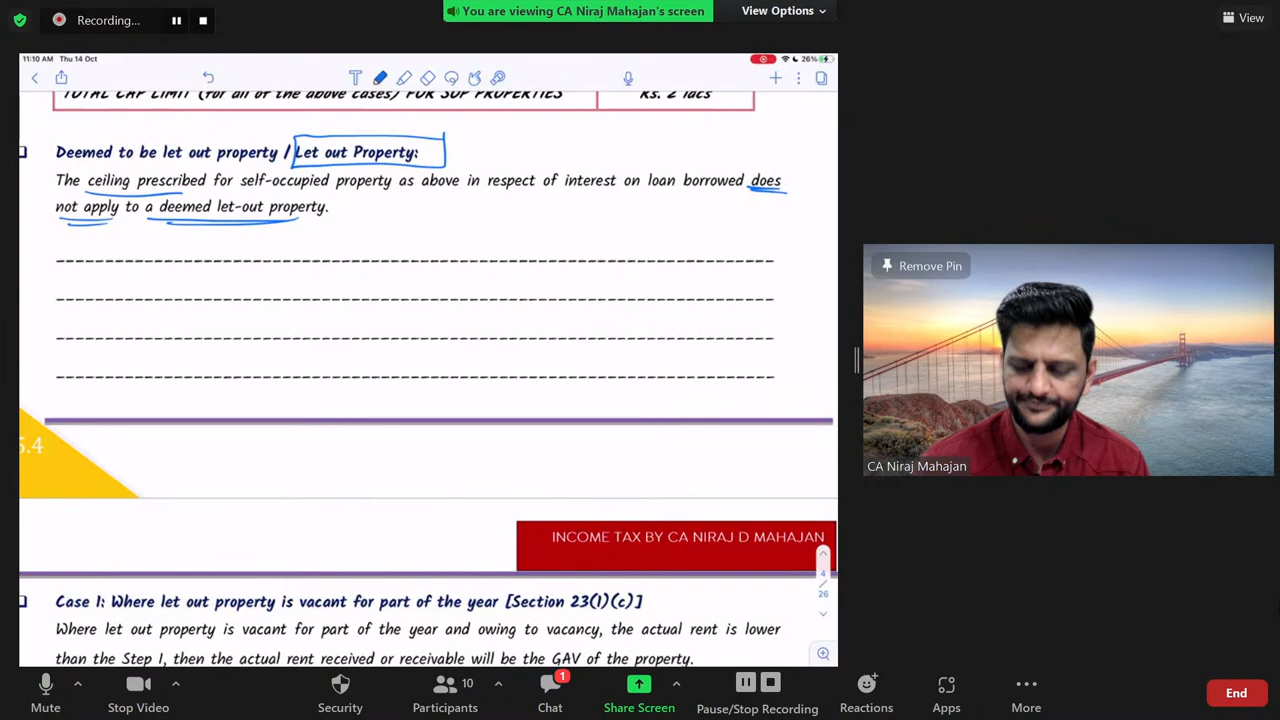 Recording...
You are viewing CA Niraj Mahajan's screen
View Options
View
11:10 AM Thu 14 Oct
26%
TOTAL CAP LIMIT (for all of the above cases) FOR SOP PROPERTIES
Rs. 2 lacs
Deemed to be let out property / Let out Property:
The ceiling prescribed for self-occupied property as above in respect of interest on loan borrowed does
not apply to a deemed let-out property.
5.4
INCOME TAX BY CA NIRAJ D MAHAJAN
4
/
26
Case 1: Where let out property is vacant for part of the year [Section 23(1)(c)]
Where let out property is vacant for part of the year and owing to vacancy, the actual rent is lower
than the Step 1, then the actual rent received or receivable will be the GAV of the property.
Remove Pin
CA Niraj Mahajan
Mute
Stop Video
Security
10
Participants
1
Chat
Share Screen
Pause/Stop Recording
Reactions
Apps
More
End